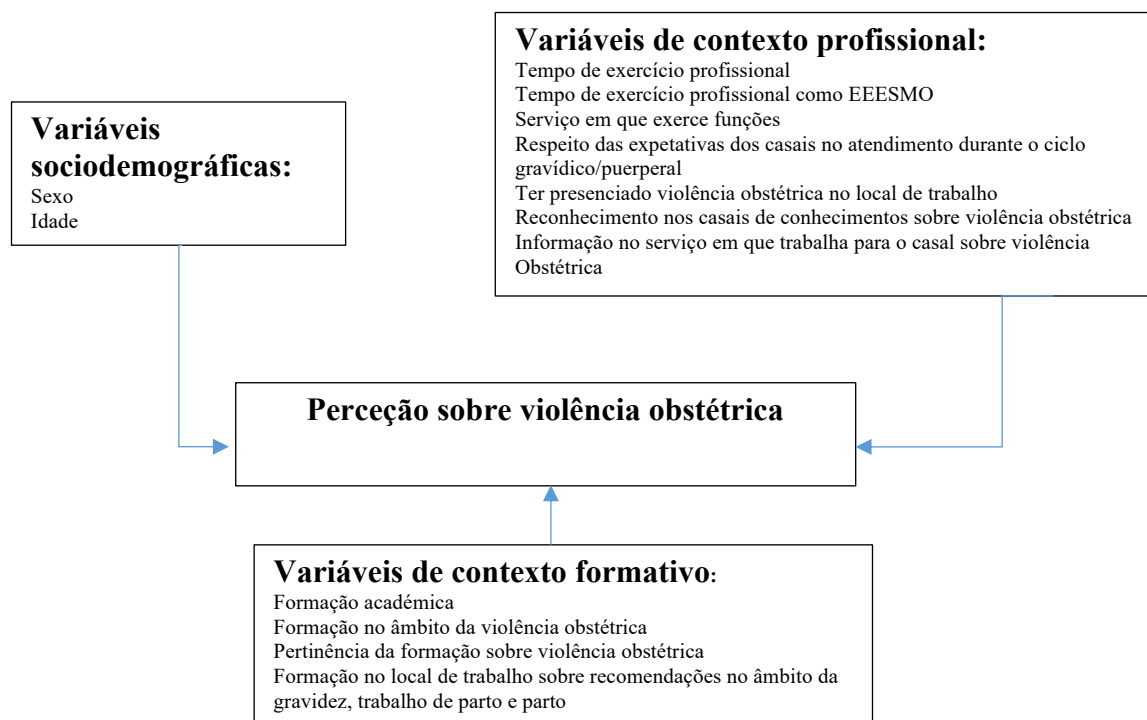 Variáveis
sociodemográficas:
Sexo
Idade
Variáveis de contexto profissional:
Tempo de exercício profissional
Tempo de exercício profissional como EEESMO
Serviço em que exerce funções
Respeito das expetativas dos casais no atendimento durante o ciclo
gravídico/puerperal
Ter presenciado violência obstétrica no local de trabalho
Reconhecimento nos casais de conhecimentos sobre violência obstétrica
Informação no serviço em que trabalha para o casal sobre violência
Obstétrica
Perceção sobre violência obstétrica
Variáveis de contexto formativo:
Formação académica
Formação no âmbito da violência obstétrica
Pertinência da formação sobre violência obstétrica
Formação no local de trabalho sobre recomendações no âmbito da
gravidez, trabalho de parto e parto